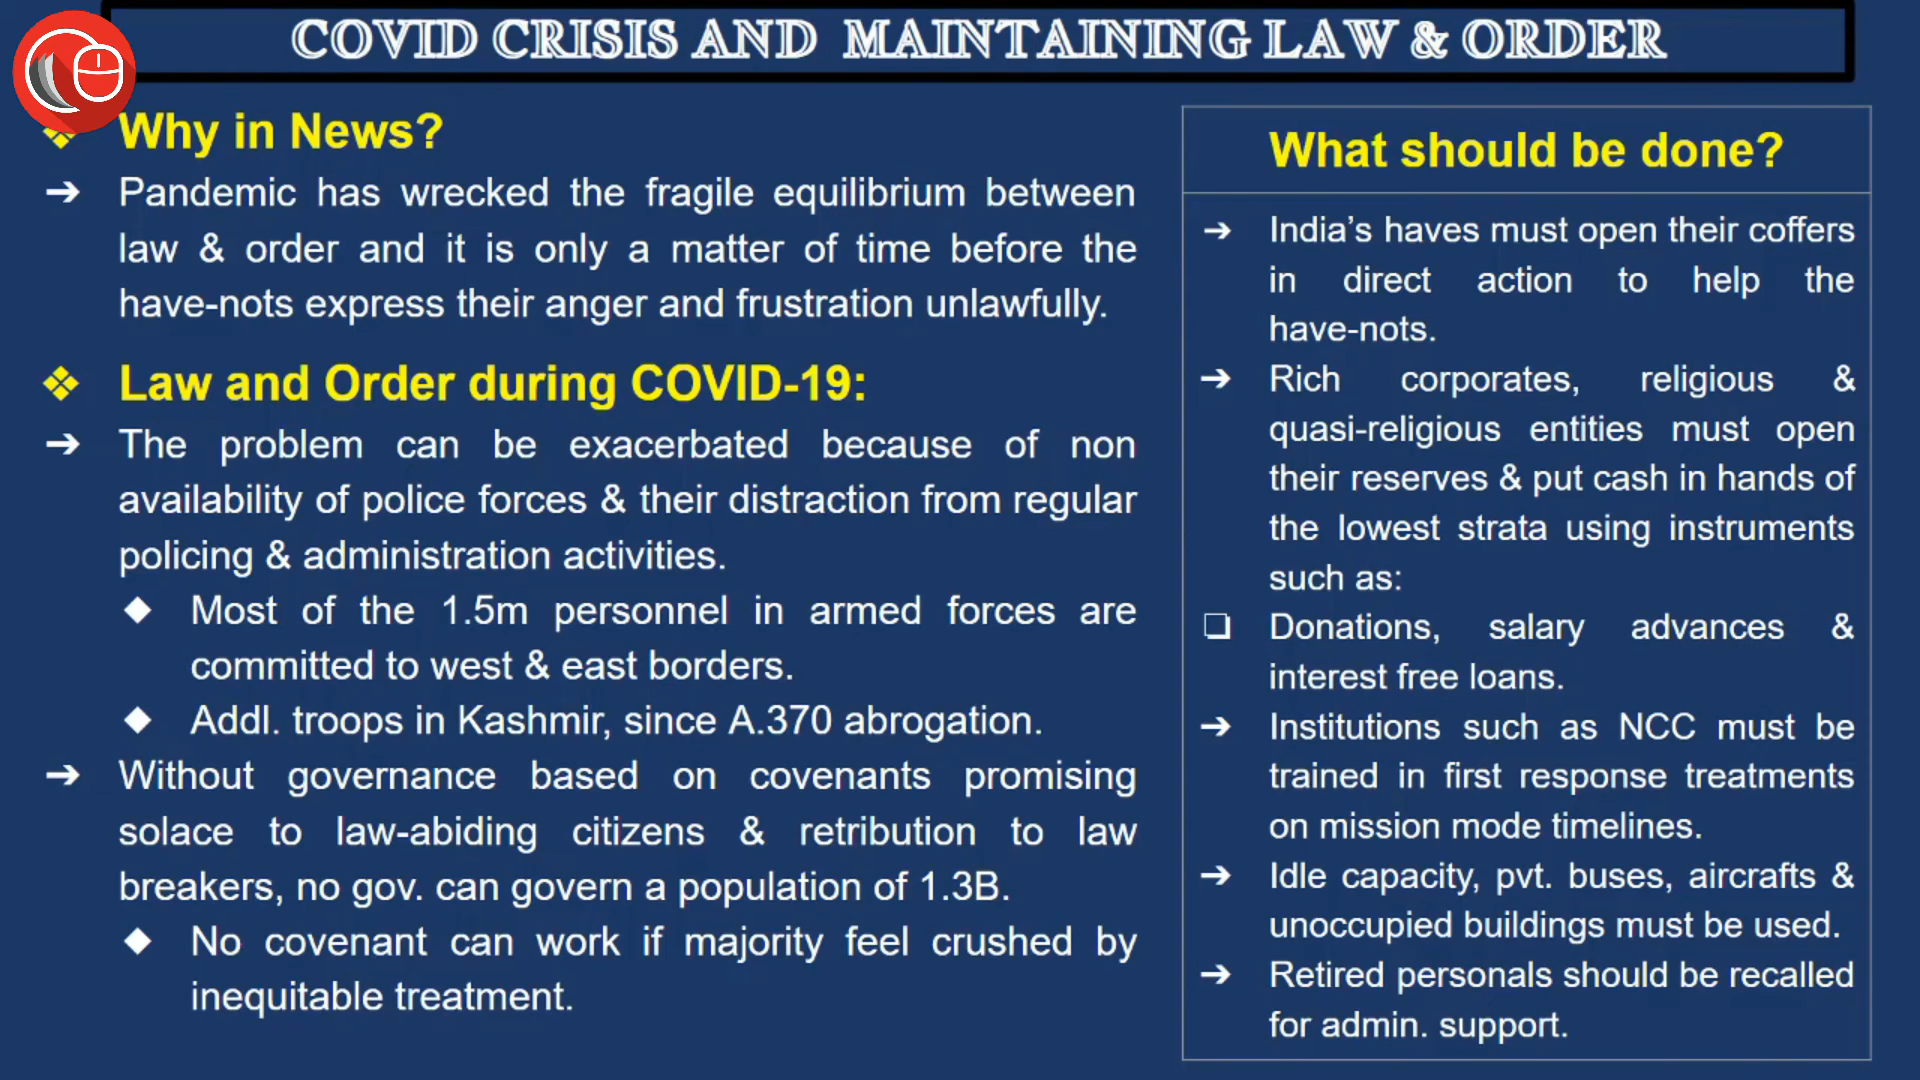 COVID CRISIS AND MAINTAINING LAW & ORDER
❖ Why in News?
➔ Pandemic has wrecked the fragile equilibrium between
law & order and it is only a matter of time before the
have-nots express their anger and frustration unlawfully.
❖ Law and Order during COVID-19:
➔ The problem can be exacerbated because of non
availability of police forces & their distraction from regular
policing & administration activities.
◆ Most of the 1.5m personnel in armed forces are
committed to west & east borders.
◆ Addl. troops in Kashmir, since A.370 abrogation.
➔ Without governance based on covenants promising
solace to law-abiding citizens & retribution to law
breakers, no gov. can govern a population of 1.3B.
◆ No covenant can work if majority feel crushed by
inequitable treatment.
What should be done?
➔ India’s haves must open their coffers
in direct action to help the
have-nots.
➔ Rich corporates, religious &
quasi-religious entities must open
their reserves & put cash in hands of
the lowest strata using instruments
such as:
❏ Donations, salary advances &
interest free loans.
➔ Institutions such as NCC must be
trained in first response treatments
on mission mode timelines.
➔ Idle capacity, pvt. buses, aircrafts &
unoccupied buildings must be used.
➔ Retired personals should be recalled
for admin. support.